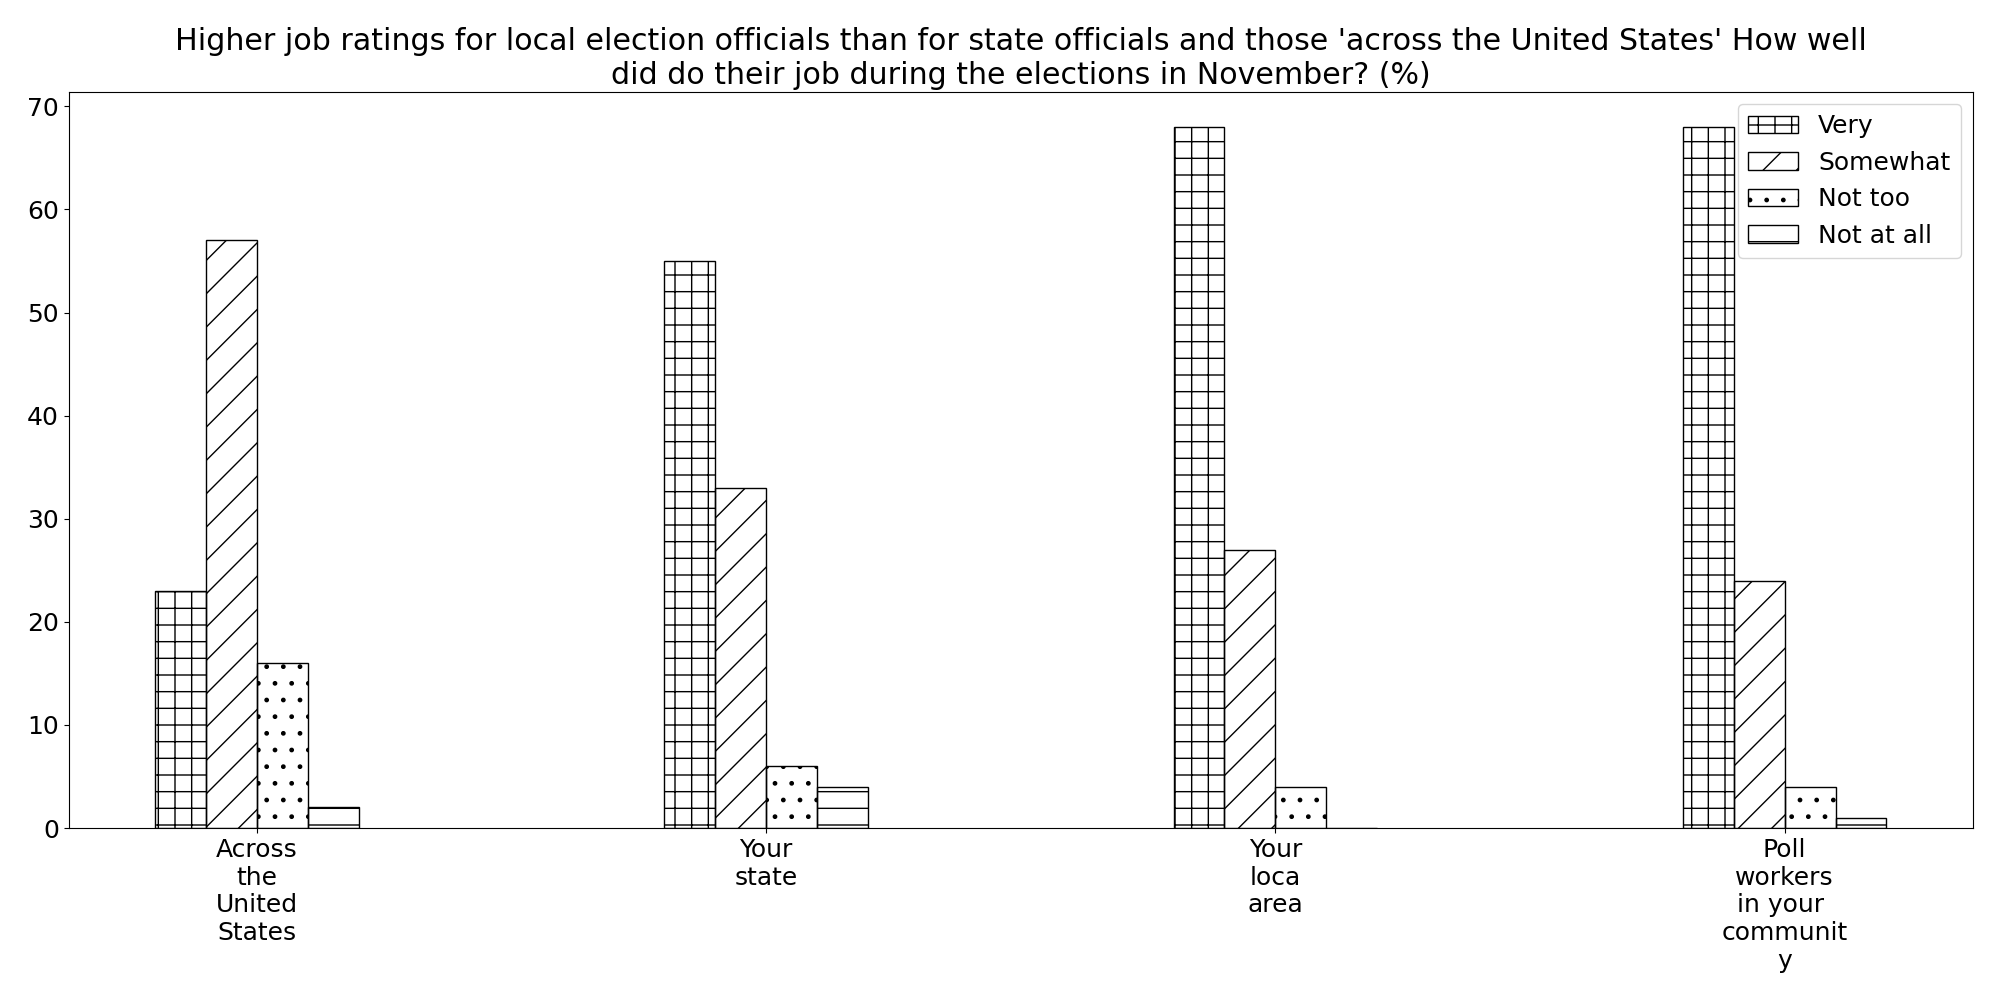 Higher job ratings for local election officials than for state officials and those 'across the United States' How well
did do their job during the elections in November? (%)
70
60
50
40
30
20
10
0
Very
Somewhat
Not too
Not at all
Across
the
United
States
Your
state
Your
loca
area
Poll
workers
in your
communit
y